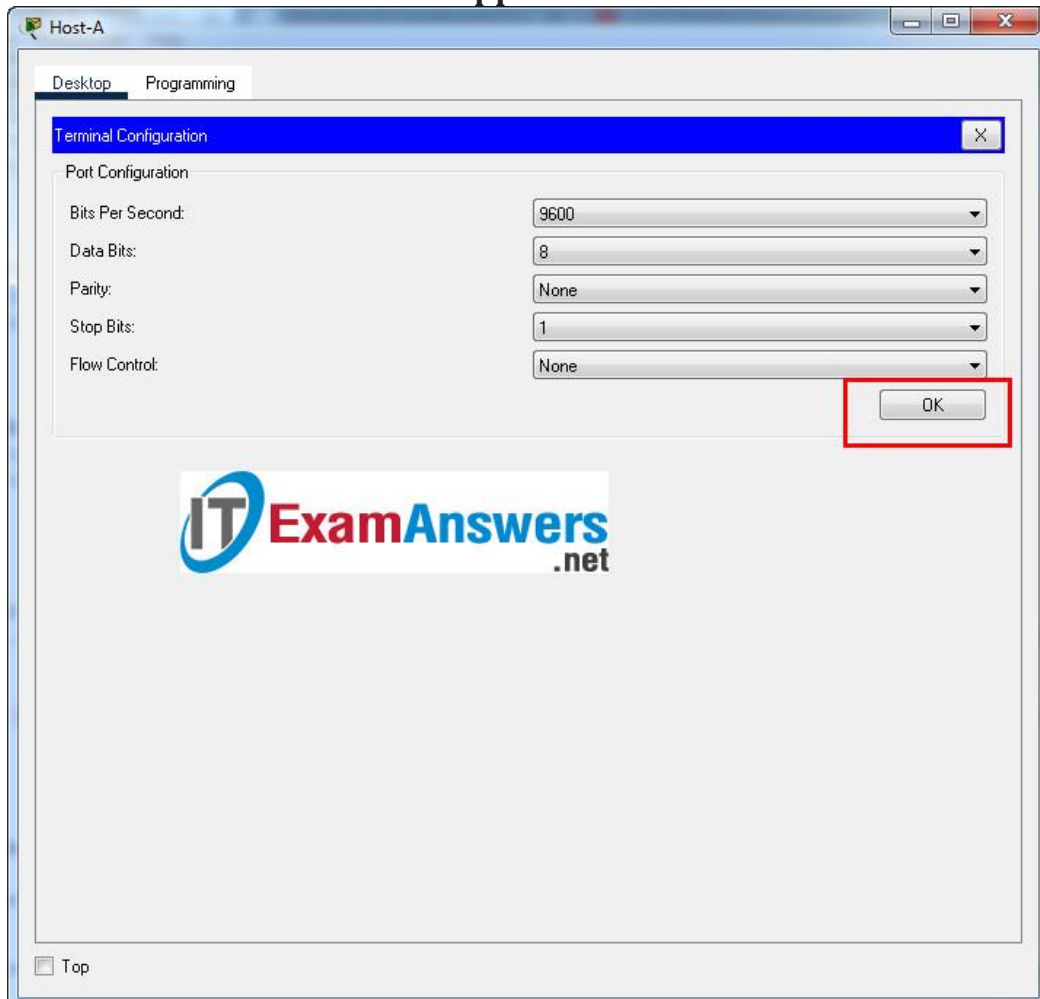 Host-A
Desktop Programming
Terminal Configuration X
Port Configuration
Bits Per Second: 9600
Data Bits: 8
Parity: None
Stop Bits: 1
Flow Control: None
OK
IT ExamAnswers
.net
Top